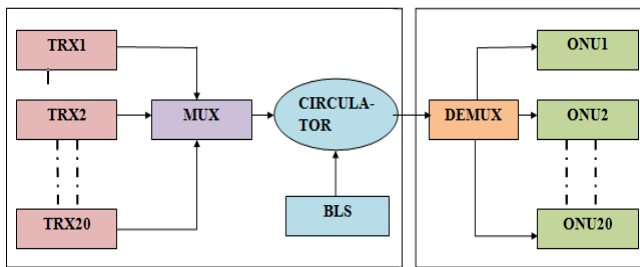 TRX1
TRX2
TRX20
MUX
CIRCULA-
TOR
BLS
DEMUX
ONU1
ONU2
ONU20